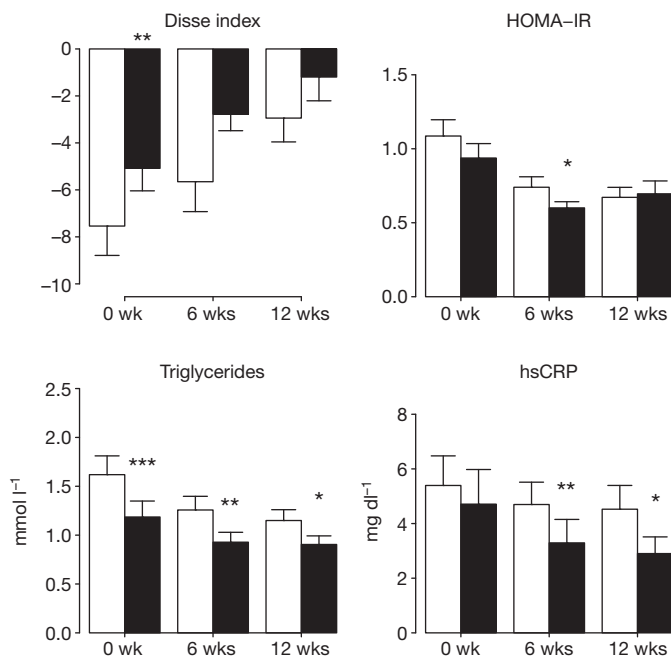 Disse index
0
−2
−4
−6
−8
−10
**
0 wk
6 wks
12 wks
HOMA–IR
1.5
1.0
0.5
0.0
*
0 wk
6 wks
12 wks
Triglycerides
mmol l⁻¹
2.5
2.0
1.5
1.0
0.5
0.0
***
**
*
0 wk
6 wks
12 wks
hsCRP
mg dl⁻¹
8
6
4
2
0
**
*
0 wk
6 wks
12 wks